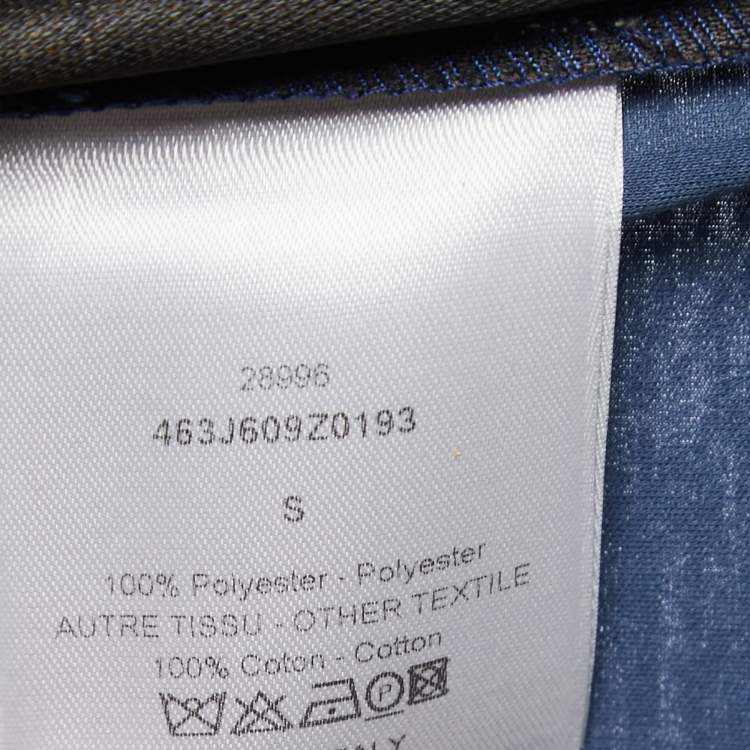 28996
463J609Z0193
S
100% Polyester - Polyester
AUTRE TISSU - OTHER TEXTILE
100% Coton - Cotton